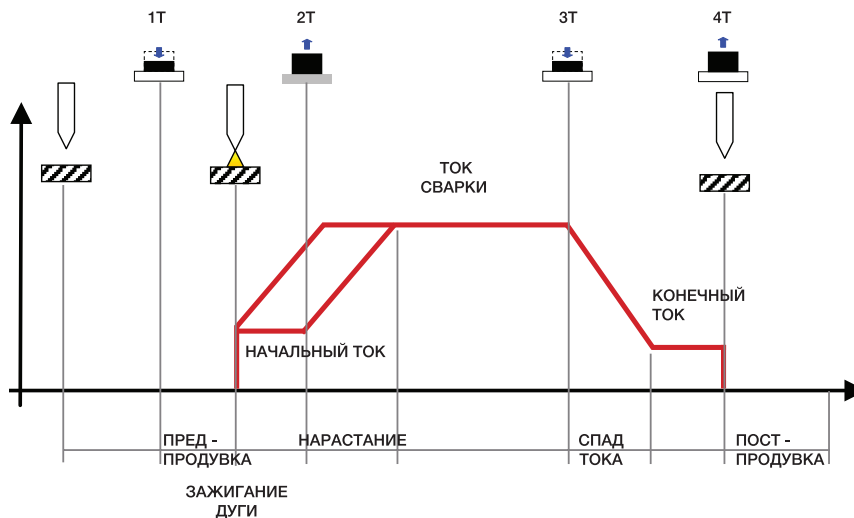 1T
2T
3T
4T
ТОК
СВАРКИ
КОНЕЧНЫЙ
ТОК
НАЧАЛЬНЫЙ ТОК
ПРЕД -
ПРОДУВКА
НАРАСТАНИЕ
СПАД
ТОКА
ПОСТ -
ПРОДУВКА
ЗАЖИГАНИЕ
ДУГИ